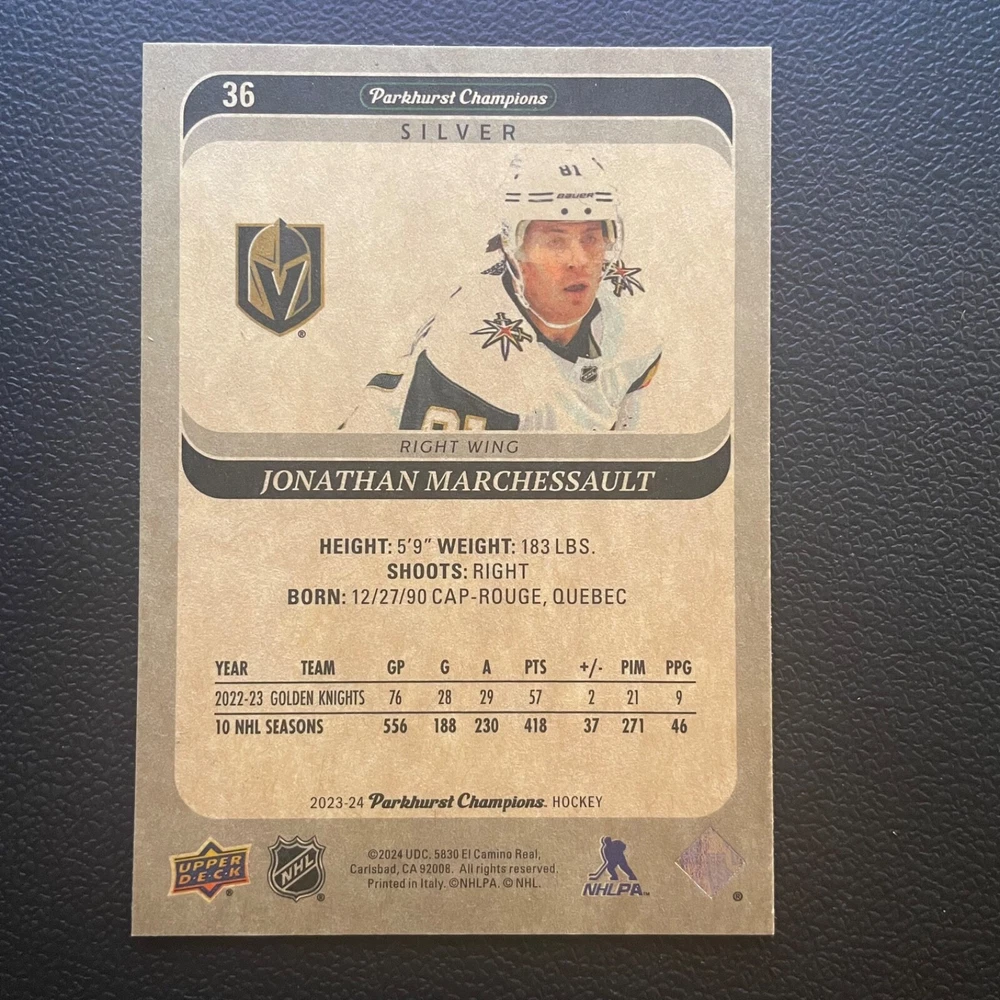 36 Parkhurst Champions
SILVER
81
BAUER
RIGHT WING
JONATHAN MARCHESSAULT
HEIGHT: 5'9" WEIGHT: 183 LBS.
SHOOTS: RIGHT
BORN: 12/27/90 CAP-ROUGE, QUEBEC
YEAR TEAM GP G A PTS +/- PIM PPG
2022-23 GOLDEN KNIGHTS 76 28 29 57 2 21 9
10 NHL SEASONS 556 188 230 418 37 271 46
2023-24 Parkhurst Champions. HOCKEY
UPPER
D·E·C·K
®
NHL
®
©2024 UDC, 5830 El Camino Real,
Carlsbad, CA 92008. All rights reserved.
Printed in Italy. ©NHLPA. © NHL.
NHLPA™
®